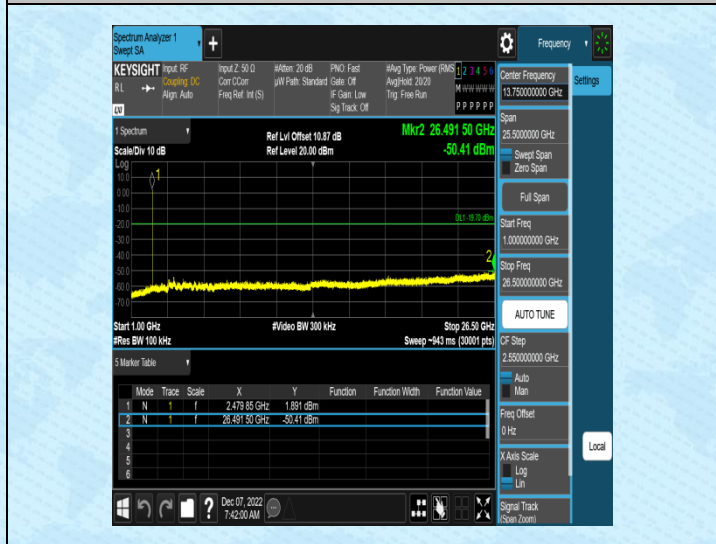 Spectrum Analyzer 1
Swept SA
Frequency
KEYSIGHT Input: RF Input Z: 50 Ω #Atten: 20 dB PNO: Fast #Avg Type: Power (RMS 1 2 3 4 5 6
R L Coupling: DC Corr CCorr µW Path: Standard Gate: Off Avg|Hold: 20/20 M W W W W W
Align: Auto Freq Ref: Int (S) IF Gain: Low Trig: Free Run
LXI Sig Track: Off P P P P P P
1 Spectrum
Scale/Div 10 dB
Ref Lvl Offset 10.87 dB
Ref Level 20.00 dBm
Mkr2 26.491 50 GHz
-50.41 dBm
Log
10.0
0.00
-10.0
-20.0
-30.0
-40.0
-50.0
-60.0
-70.0
1
DL1 -19.70 dBm
2
Start 1.00 GHz #Video BW 300 kHz Stop 26.50 GHz
#Res BW 100 kHz Sweep ~943 ms (30001 pts)
5 Marker Table
Mode Trace Scale X Y Function Function Width Function Value
1 N 1 f 2.479 85 GHz 1.891 dBm
2 N 1 f 26.491 50 GHz -50.41 dBm
3
4
5
6
Dec 07, 2022
7:42:00 AM
?
Center Frequency
13.750000000 GHz
Span
25.5000000 GHz
Swept Span
Zero Span
Full Span
Start Freq
1.000000000 GHz
Stop Freq
26.500000000 GHz
AUTO TUNE
CF Step
2.550000000 GHz
Auto
Man
Freq Offset
0 Hz
X Axis Scale
Log
Lin
Signal Track
(Span Zoom)
Settings
Local